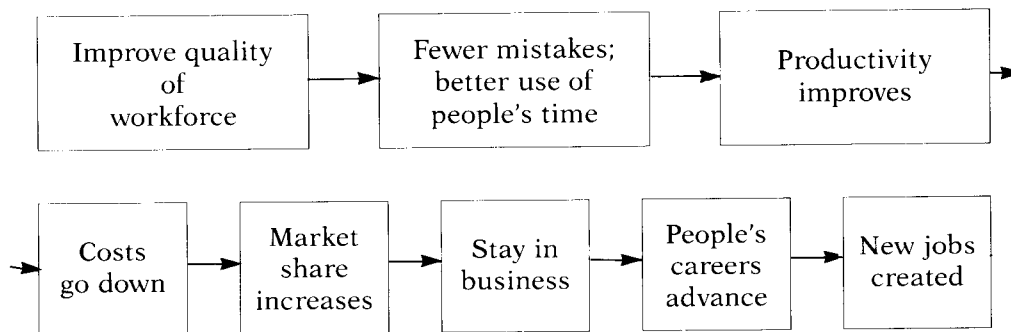 Improve quality
of
workforce
Fewer mistakes;
better use of
people's time
Productivity
improves
Costs
go down
Market
share
increases
Stay in
business
People's
careers
advance
New jobs
created